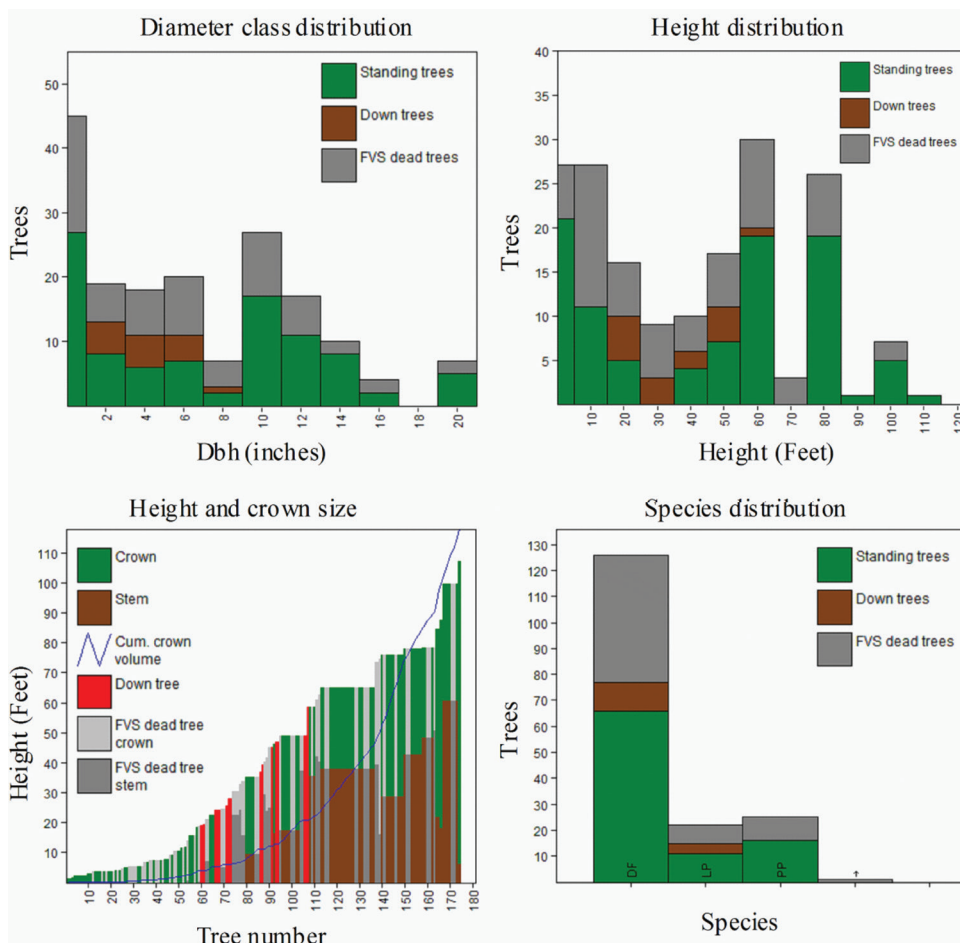 Diameter class distribution
50
40
30
20
10
Trees
Standing trees
Down trees
FVS dead trees
2 4 6 8 10 12 14 16 18 20
Dbh (inches)
Height distribution
40
35
30
25
20
15
10
5
Trees
Standing trees
Down trees
FVS dead trees
10 20 30 40 50 60 70 80 90 100 110 120
Height (Feet)
Height and crown size
110
100
90
80
70
60
50
40
30
20
10
Height (Feet)
Crown
Stem
Cum. crown
volume
Down tree
FVS dead tree
crown
FVS dead tree
stem
10 20 30 40 50 60 70 80 90 100 110 120 130 140 150 160 170 180
Tree number
Species distribution
130
120
110
100
90
80
70
60
50
40
30
20
10
Trees
Standing trees
Down trees
FVS dead trees
DF LP PP
Species